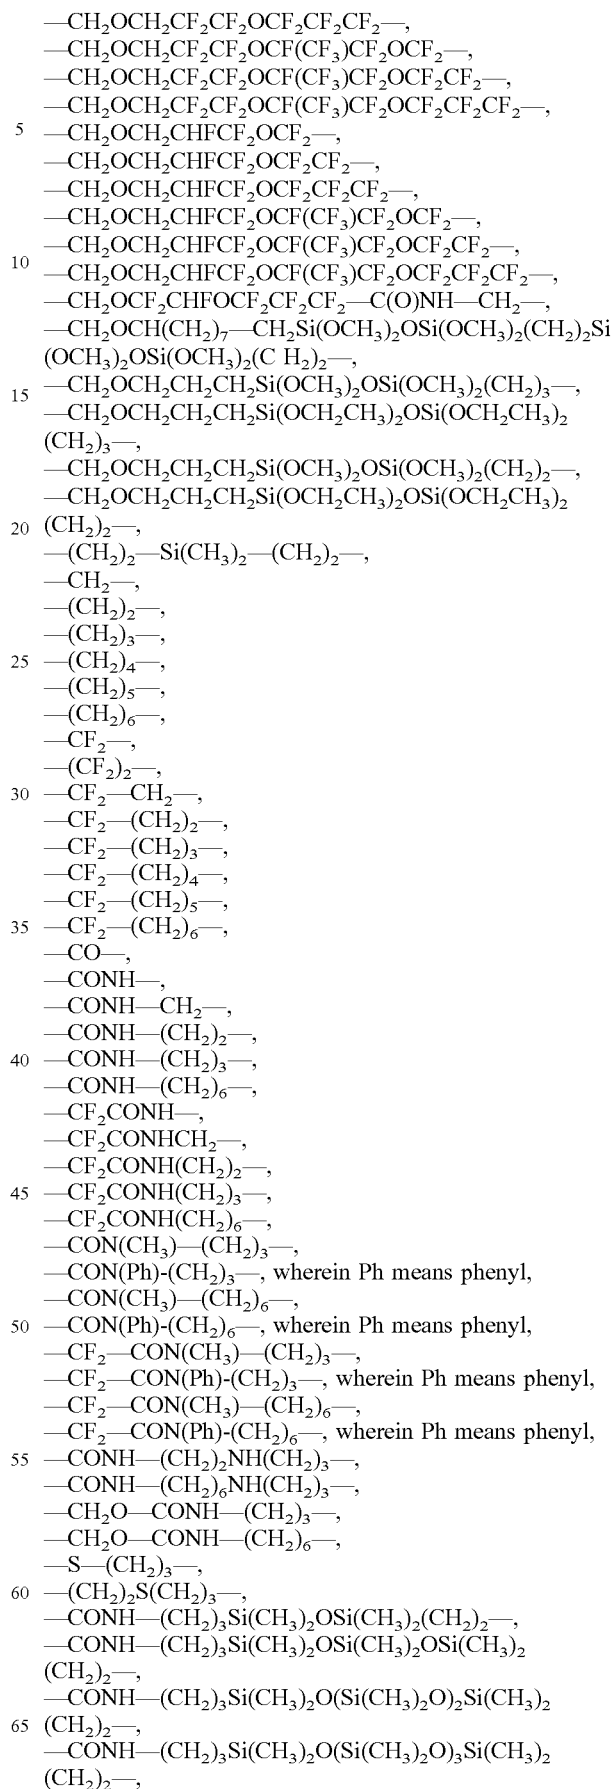 —CH₂OCH₂CF₂CF₂OCF₂CF₂CF₂—,
—CH₂OCH₂CF₂CF₂OCF(CF₃)CF₂OCF₂—,
—CH₂OCH₂CF₂CF₂OCF(CF₃)CF₂OCF₂CF₂—,
—CH₂OCH₂CF₂CF₂OCF(CF₃)CF₂OCF₂CF₂CF₂—,
5 —CH₂OCH₂CHFCF₂OCF₂—,
—CH₂OCH₂CHFCF₂OCF₂CF₂—,
—CH₂OCH₂CHFCF₂OCF₂CF₂CF₂—,
—CH₂OCH₂CHFCF₂OCF(CF₃)CF₂OCF₂—,
—CH₂OCH₂CHFCF₂OCF(CF₃)CF₂OCF₂CF₂—,
10 —CH₂OCH₂CHFCF₂OCF(CF₃)CF₂OCF₂CF₂CF₂—,
—CH₂OCF₂CHFOCF₂CF₂CF₂—C(O)NH—CH₂—,
—CH₂OCH(CH₂)₇—CH₂Si(OCH₃)₂OSi(OCH₃)₂(CH₂)₂Si
(OCH₃)₂OSi(OCH₃)₂(C H₂)₂—,
15 —CH₂OCH₂CH₂CH₂Si(OCH₃)₂OSi(OCH₃)₂(CH₂)₃—,
—CH₂OCH₂CH₂CH₂Si(OCH₂CH₃)₂OSi(OCH₂CH₃)₂
(CH₂)₃—,
—CH₂OCH₂CH₂CH₂Si(OCH₃)₂OSi(OCH₃)₂(CH₂)₂—,
—CH₂OCH₂CH₂CH₂Si(OCH₂CH₃)₂OSi(OCH₂CH₃)₂
20 (CH₂)₂—,
—(CH₂)₂—Si(CH₃)₂—(CH₂)₂—,
—CH₂—,
—(CH₂)₂—,
—(CH₂)₃—,
25 —(CH₂)₄—,
—(CH₂)₅—,
—(CH₂)₆—,
—CF₂—,
—(CF₂)₂—,
30 —CF₂—CH₂—,
—CF₂—(CH₂)₂—,
—CF₂—(CH₂)₃—,
—CF₂—(CH₂)₄—,
—CF₂—(CH₂)₅—,
35 —CF₂—(CH₂)₆—,
—CO—,
—CONH—,
—CONH—CH₂—,
—CONH—(CH₂)₂—,
40 —CONH—(CH₂)₃—,
—CONH—(CH₂)₆—,
—CF₂CONH—,
—CF₂CONHCH₂—,
—CF₂CONH(CH₂)₂—,
45 —CF₂CONH(CH₂)₃—,
—CF₂CONH(CH₂)₆—,
—CON(CH₃)—(CH₂)₃—,
—CON(Ph)-(CH₂)₃—, wherein Ph means phenyl,
—CON(CH₃)—(CH₂)₆—,
50 —CON(Ph)-(CH₂)₆—, wherein Ph means phenyl,
—CF₂—CON(CH₃)—(CH₂)₃—,
—CF₂—CON(Ph)-(CH₂)₃—, wherein Ph means phenyl,
—CF₂—CON(CH₃)—(CH₂)₆—,
—CF₂—CON(Ph)-(CH₂)₆—, wherein Ph means phenyl,
55 —CONH—(CH₂)₂NH(CH₂)₃—,
—CONH—(CH₂)₆NH(CH₂)₃—,
—CH₂O—CONH—(CH₂)₃—,
—CH₂O—CONH—(CH₂)₆—,
—S—(CH₂)₃—,
60 —(CH₂)₂S(CH₂)₃—,
—CONH—(CH₂)₃Si(CH₃)₂OSi(CH₃)₂(CH₂)₂—,
—CONH—(CH₂)₃Si(CH₃)₂OSi(CH₃)₂OSi(CH₃)₂
(CH₂)₂—,
—CONH—(CH₂)₃Si(CH₃)₂O(Si(CH₃)₂O)₂Si(CH₃)₂
65 (CH₂)₂—,
—CONH—(CH₂)₃Si(CH₃)₂O(Si(CH₃)₂O)₃Si(CH₃)₂
(CH₂)₂—,